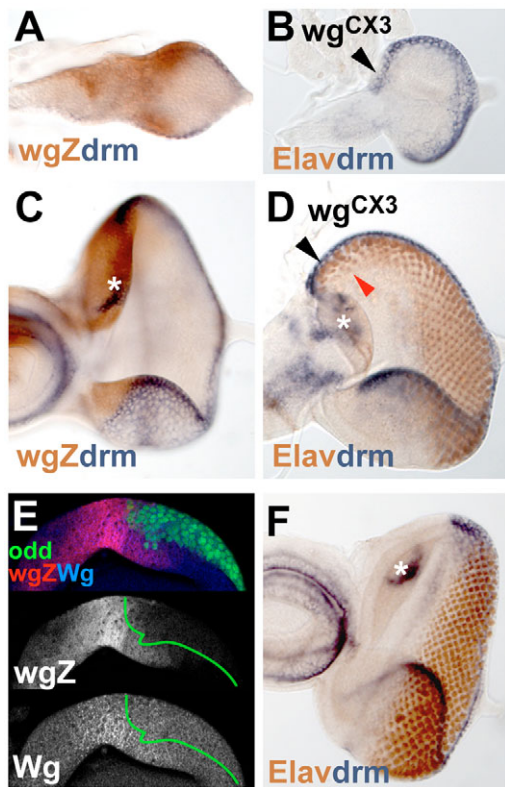 A
wgZdrm
B
wgCX3
Elavdrm
C
*
wgZdrm
D
wgCX3
*
Elavdrm
E
odd
wgZWg
wgZ
Wg
F
*
Elavdrm